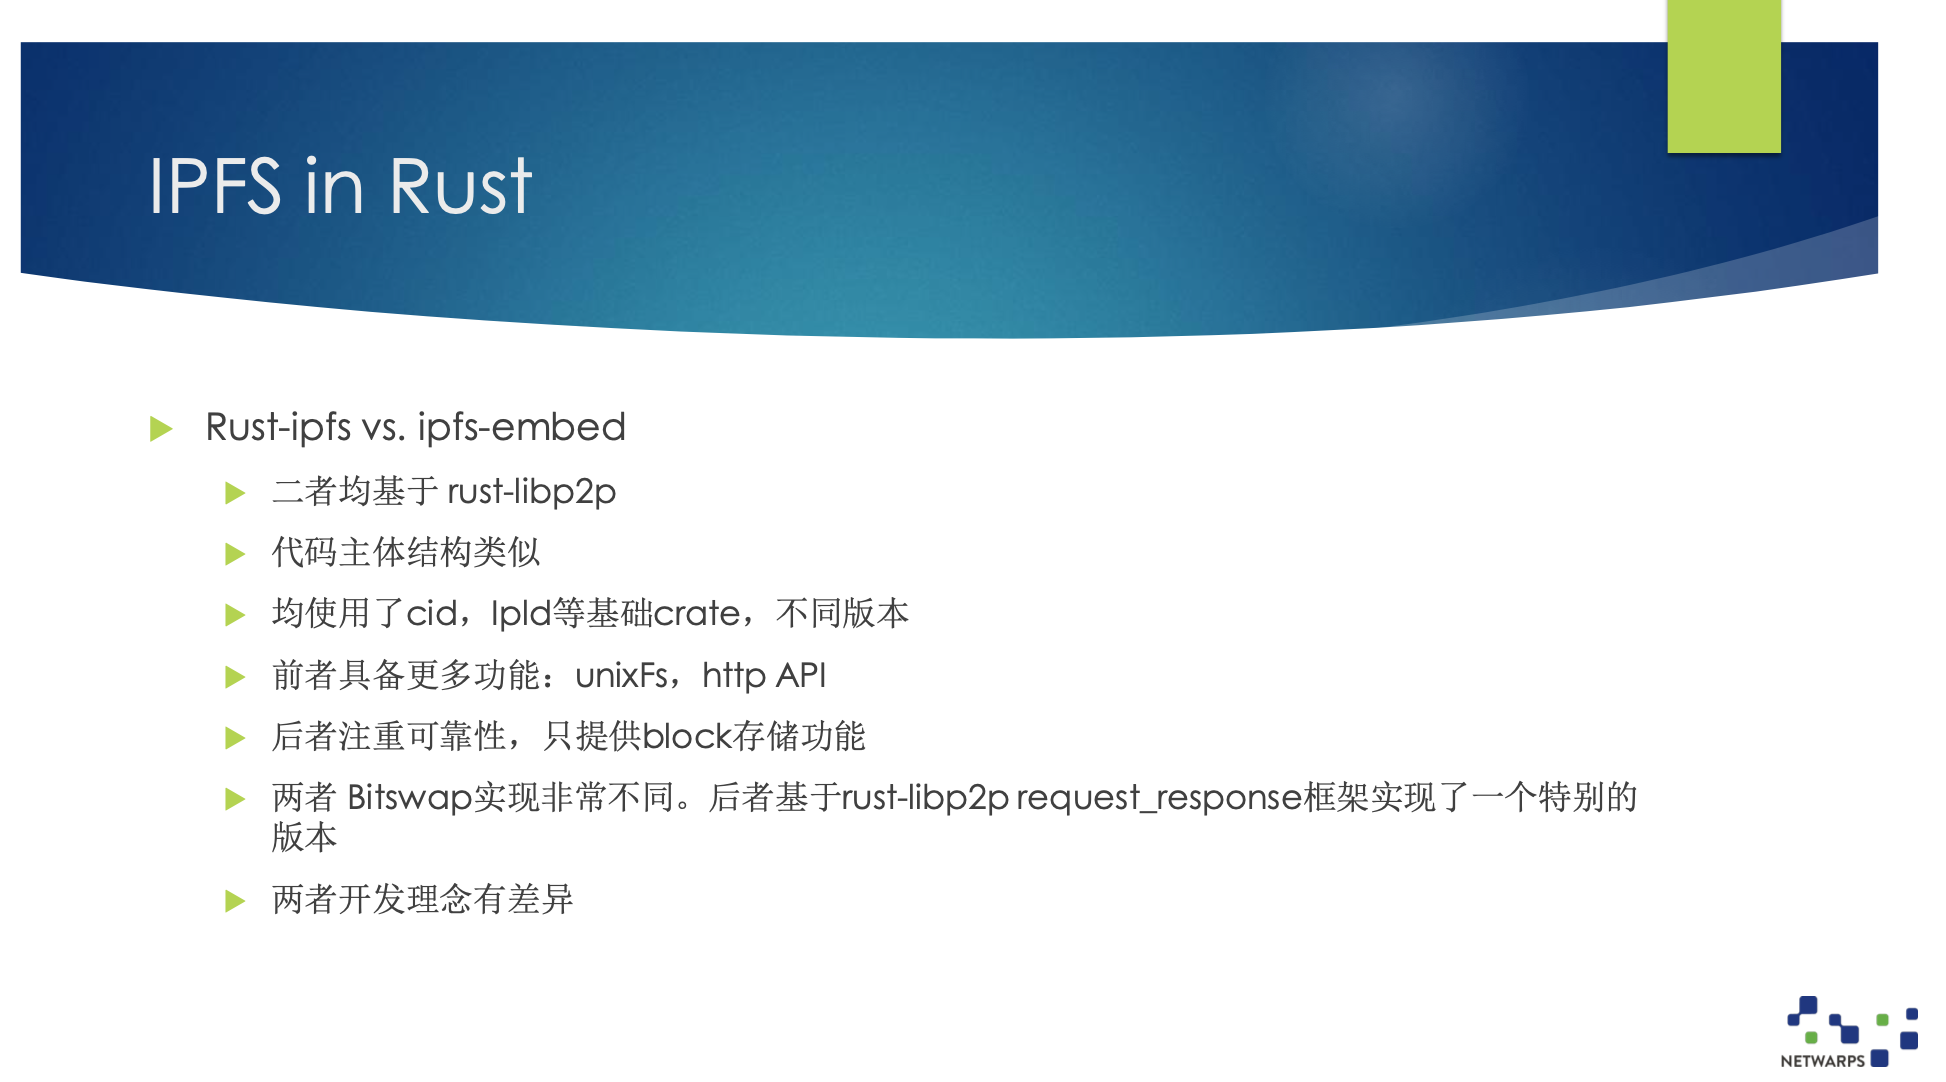 IPFS in Rust
Rust-ipfs vs. ipfs-embed
二者均基于 rust-libp2p
代码主体结构类似
均使用了cid，Ipld等基础crate，不同版本
前者具备更多功能：unixFs，http API
后者注重可靠性，只提供block存储功能
两者 Bitswap实现非常不同。后者基于rust-libp2p request_response框架实现了一个特别的
版本
两者开发理念有差异
NETWARPS